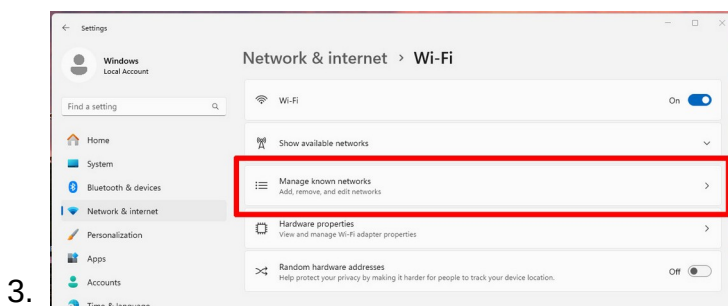 Settings
Windows
Local Account
Find a setting
Home
System
Bluetooth & devices
Network & internet
Personalization
Apps
Accounts
Time & language
Network & internet > Wi-Fi
Wi-Fi
On
Show available networks
Manage known networks
Add, remove, and edit networks
Hardware properties
View and manage Wi-Fi adapter properties
Random hardware addresses
Help protect your privacy by making it harder for people to track your device location.
Off
3.